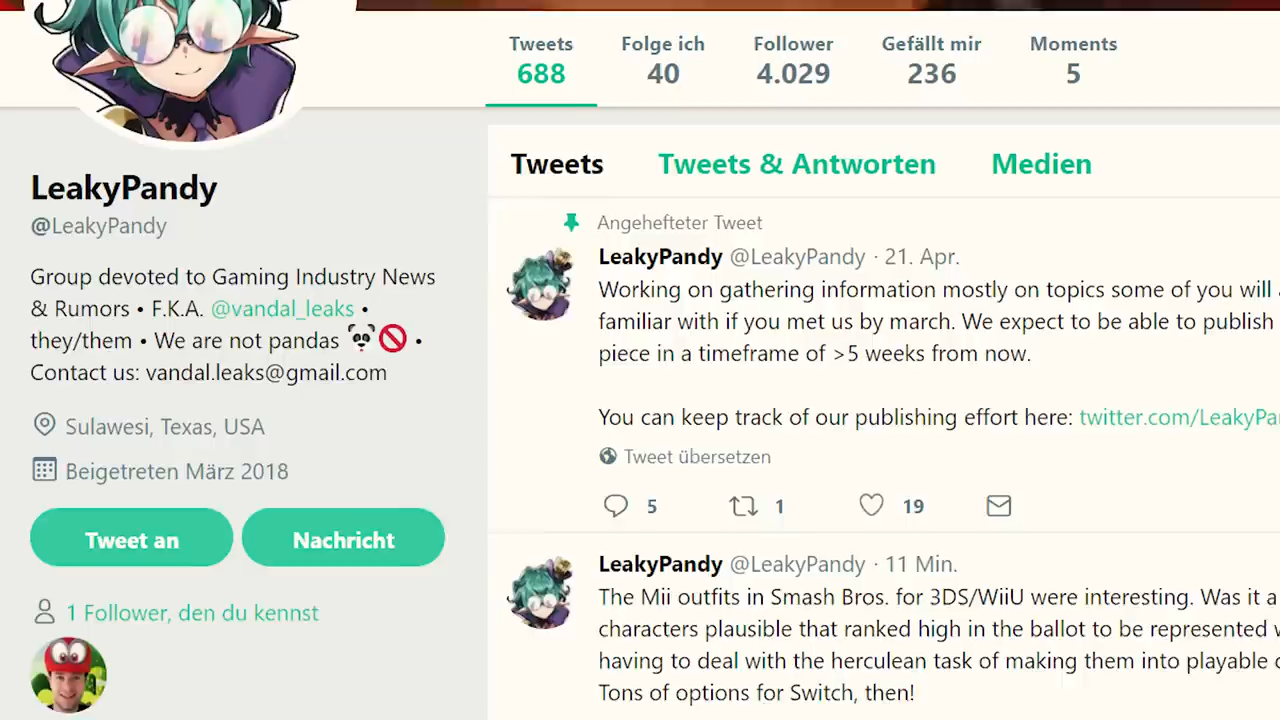 Tweets Folge ich Follower Gefällt mir Moments
688 40 4.029 236 5
Tweets Tweets & Antworten Medien
LeakyPandy
@LeakyPandy
Group devoted to Gaming Industry News
& Rumors • F.K.A. @vandal_leaks •
they/them • We are not pandas 🐼🚫 •
Contact us: vandal.leaks@gmail.com
Sulawesi, Texas, USA
Beigetreten März 2018
Tweet an Nachricht
1 Follower, den du kennst
Angehefteter Tweet
LeakyPandy @LeakyPandy · 21. Apr.
Working on gathering information mostly on topics some of you will
familiar with if you met us by march. We expect to be able to publish
piece in a timeframe of >5 weeks from now.
You can keep track of our publishing effort here: twitter.com/LeakyPa
Tweet übersetzen
5 1 19
LeakyPandy @LeakyPandy · 11 Min.
The Mii outfits in Smash Bros. for 3DS/WiiU were interesting. Was it a
characters plausible that ranked high in the ballot to be represented
having to deal with the herculean task of making them into playable
Tons of options for Switch, then!